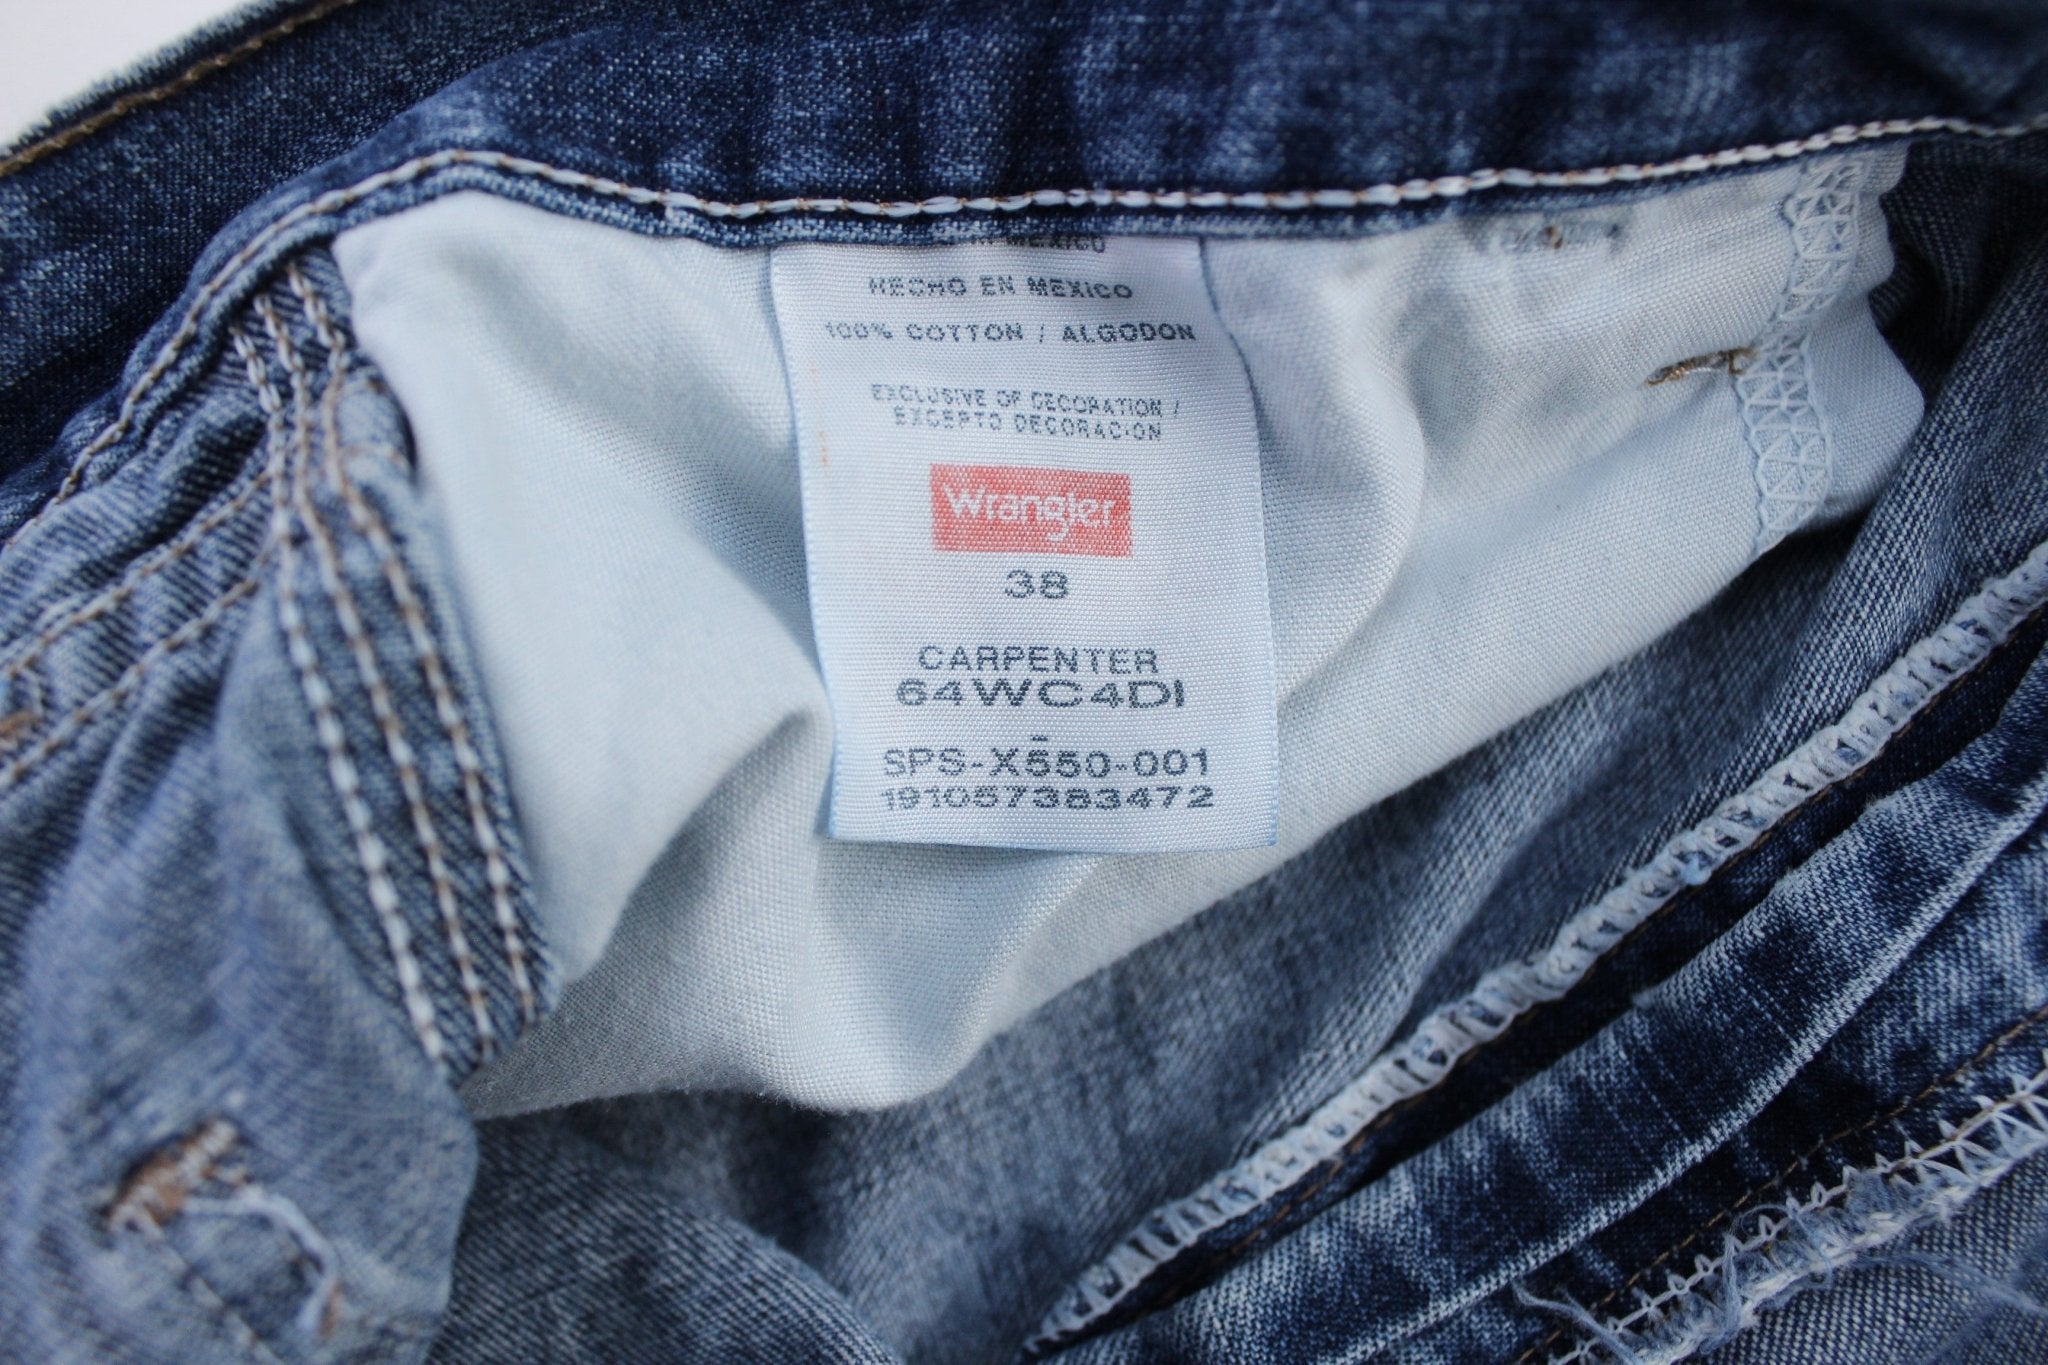 MEXICO
HECHO EN MEXICO
100% COTTON / ALGODON
EXCLUSIVE OF DECORATION /
EXCEPTO DECORACION
Wrangler
38
CARPENTER
64WC4DI
SPS-X550-001
191057383472